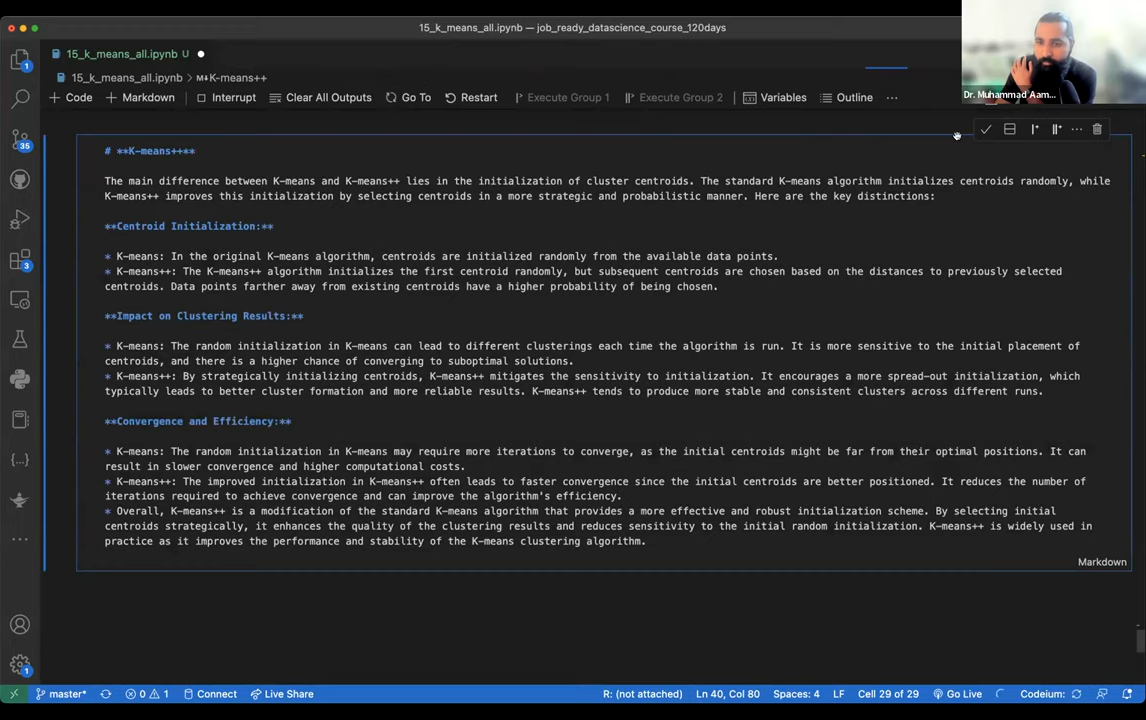 15_k_means_all.ipynb — job_ready_datascience_course_120days
15_k_means_all.ipynb U
15_k_means_all.ipynb > M↓K-means++
+ Code + Markdown Interrupt Clear All Outputs Go To Restart Execute Group 1 Execute Group 2 Variables Outline ...
Dr. Muhammad Aam...
# **K-means++**
The main difference between K-means and K-means++ lies in the initialization of cluster centroids. The standard K-means algorithm initializes centroids randomly, while
K-means++ improves this initialization by selecting centroids in a more strategic and probabilistic manner. Here are the key distinctions:
**Centroid Initialization:**
* K-means: In the original K-means algorithm, centroids are initialized randomly from the available data points.
* K-means++: The K-means++ algorithm initializes the first centroid randomly, but subsequent centroids are chosen based on the distances to previously selected
centroids. Data points farther away from existing centroids have a higher probability of being chosen.
**Impact on Clustering Results:**
* K-means: The random initialization in K-means can lead to different clusterings each time the algorithm is run. It is more sensitive to the initial placement of
centroids, and there is a higher chance of converging to suboptimal solutions.
* K-means++: By strategically initializing centroids, K-means++ mitigates the sensitivity to initialization. It encourages a more spread-out initialization, which
typically leads to better cluster formation and more reliable results. K-means++ tends to produce more stable and consistent clusters across different runs.
**Convergence and Efficiency:**
* K-means: The random initialization in K-means may require more iterations to converge, as the initial centroids might be far from their optimal positions. It can
result in slower convergence and higher computational costs.
* K-means++: The improved initialization in K-means++ often leads to faster convergence since the initial centroids are better positioned. It reduces the number of
iterations required to achieve convergence and can improve the algorithm's efficiency.
* Overall, K-means++ is a modification of the standard K-means algorithm that provides a more effective and robust initialization scheme. By selecting initial
centroids strategically, it enhances the quality of the clustering results and reduces sensitivity to the initial random initialization. K-means++ is widely used in
practice as it improves the performance and stability of the K-means clustering algorithm.
Markdown
1
35
3
1
master* 0 1 Connect Live Share R: (not attached) Ln 40, Col 80 Spaces: 4 LF Cell 29 of 29 Go Live Codeium: